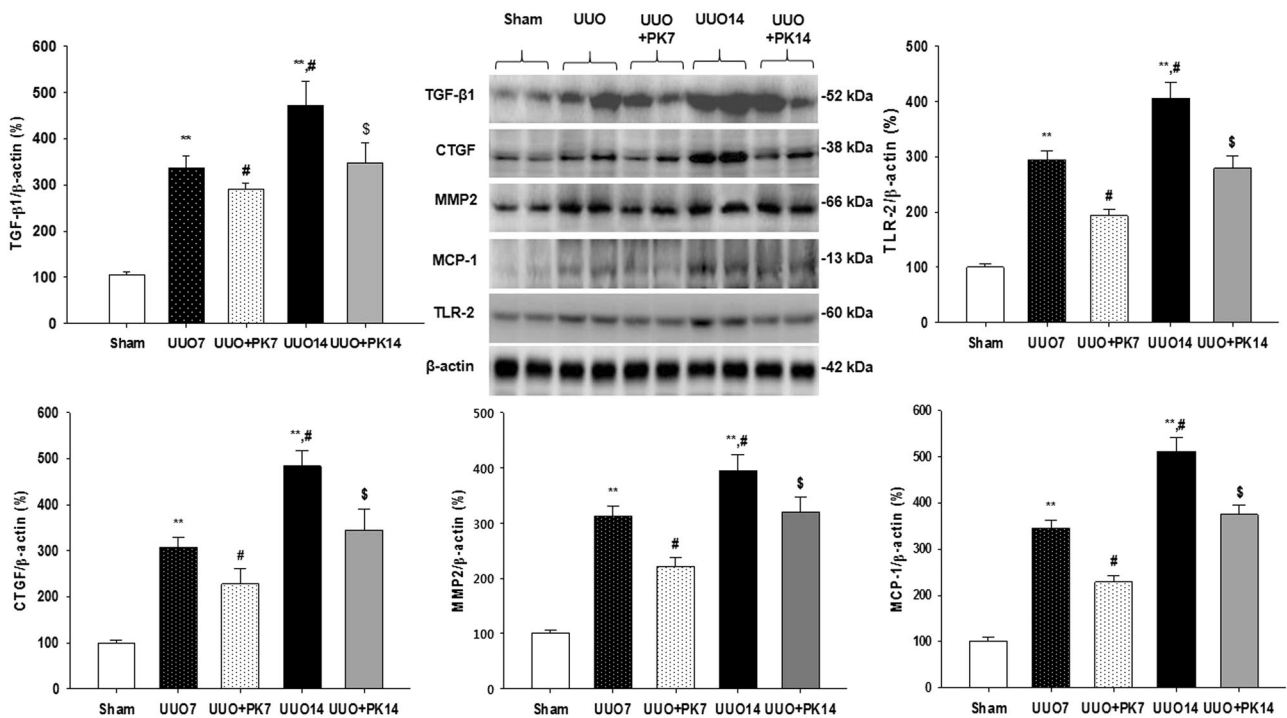 600
500
400
300
200
100
0
TGF-β1/β-actin (%)
**
#
**,#
$
Sham UUO7 UUO+PK7 UUO14 UUO+PK14
Sham UUO UUO UUO14 UUO
+PK7 +PK14
TGF-β1 -52 kDa
CTGF -38 kDa
MMP2 -66 kDa
MCP-1 -13 kDa
TLR-2 -60 kDa
β-actin -42 kDa
500
400
300
200
100
0
TLR-2/β-actin (%)
**
#
**,#
$
Sham UUO7 UUO+PK7 UUO14 UUO+PK14
600
500
400
300
200
100
0
CTGF/β-actin (%)
**
#
**,#
$
Sham UUO7 UUO+PK7 UUO14 UUO+PK14
500
400
300
200
100
0
MMP2/β-actin (%)
**
#
**,#
$
Sham UUO7 UUO+PK7 UUO14 UUO+PK14
600
500
400
300
200
100
0
MCP-1/β-actin (%)
**
#
**,#
$
Sham UUO7 UUO+PK7 UUO14 UUO+PK14